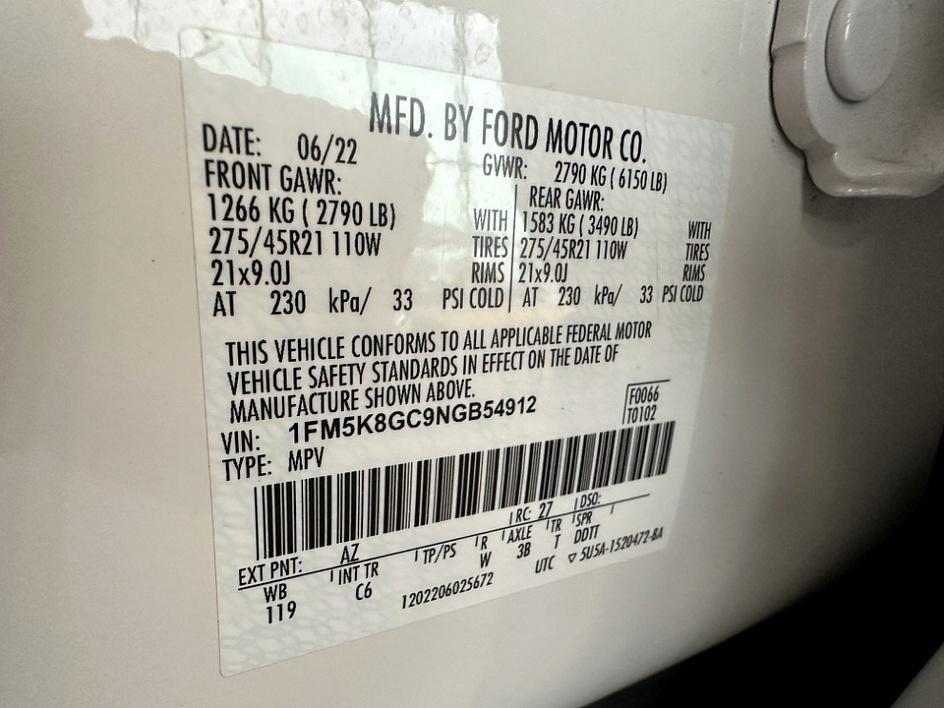 MFD. BY FORD MOTOR CO.
DATE: 06/22 GVWR: 2790 KG ( 6150 LB)
FRONT GAWR: REAR GAWR:
1266 KG ( 2790 LB) WITH 1583 KG ( 3490 LB) WITH
275/45R21 110W TIRES 275/45R21 110W TIRES
21x9.0J RIMS 21x9.0J RIMS
AT 230 kPa/ 33 PSI COLD AT 230 kPa/ 33 PSI COLD
THIS VEHICLE CONFORMS TO ALL APPLICABLE FEDERAL MOTOR
VEHICLE SAFETY STANDARDS IN EFFECT ON THE DATE OF
MANUFACTURE SHOWN ABOVE.
F0066
VIN: 1FM5K8GC9NGB54912 T0102
TYPE: MPV
EXT PNT: AZ RC: 27 DSO:
WB INT TR TP/PS R AXLE TR SPR
119 C6 W 3B T DOTT
1202206025672 UTC ▽ 5U5A-1520472-BA